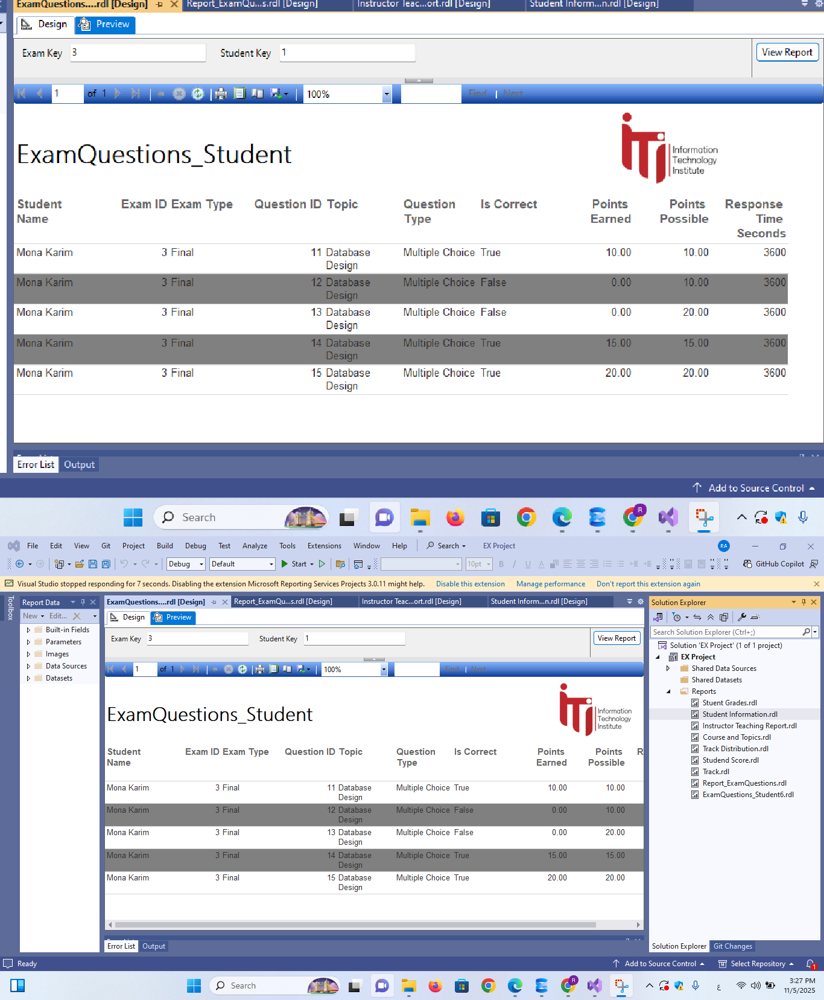 ExamQuestions....rdl [Design] Report_ExamQu...s.rdl [Design] Instructor Teac...ort.rdl [Design] Student Inform...n.rdl [Design]
Design Preview
Exam Key 3 Student Key 1 View Report
1 of 1 100% Find | Next
ExamQuestions_Student
Information
Technology
Institute
Student Name Exam ID Exam Type Question ID Topic Question Type Is Correct Points Earned Points Possible Response Time Seconds
Mona Karim 3 Final 11 Database Design Multiple Choice True 10.00 10.00 3600
Mona Karim 3 Final 12 Database Design Multiple Choice False 0.00 10.00 3600
Mona Karim 3 Final 13 Database Design Multiple Choice False 0.00 20.00 3600
Mona Karim 3 Final 14 Database Design Multiple Choice True 15.00 15.00 3600
Mona Karim 3 Final 15 Database Design Multiple Choice True 20.00 20.00 3600
Error List Output
Add to Source Control
Search R
File Edit View Git Project Build Debug Test Analyze Tools Extensions Window Help Search EX Project RA
Debug Default Start 10pt B I U A GitHub Copilot
Visual Studio stopped responding for 7 seconds. Disabling the extension Microsoft Reporting Services Projects 3.0.11 might help. Disable this extension Manage performance Don't report this extension again
Toolbox
Report Data
New Edit...
Built-in Fields
Parameters
Images
Data Sources
Datasets
ExamQuestions....rdl [Design] Report_ExamQu...s.rdl [Design] Instructor Teac...ort.rdl [Design] Student Inform...n.rdl [Design]
Design Preview
Exam Key 3 Student Key 1 View Report
1 of 1 100% Find | Next
ExamQuestions_Student
Information
Technology
Institute
Student Name Exam ID Exam Type Question ID Topic Question Type Is Correct Points Earned Points Possible R
Mona Karim 3 Final 11 Database Design Multiple Choice True 10.00 10.00
Mona Karim 3 Final 12 Database Design Multiple Choice False 0.00 10.00
Mona Karim 3 Final 13 Database Design Multiple Choice False 0.00 20.00
Mona Karim 3 Final 14 Database Design Multiple Choice True 15.00 15.00
Mona Karim 3 Final 15 Database Design Multiple Choice True 20.00 20.00
Error List Output
Solution Explorer
Search Solution Explorer (Ctrl+;)
Solution 'EX Project' (1 of 1 project)
EX Project
Shared Data Sources
Shared Datasets
Reports
Stuent Grades.rdl
Student Information.rdl
Instructor Teaching Report.rdl
Course and Topics.rdl
Track Distribution.rdl
Studend Score.rdl
Track.rdl
Report_ExamQuestions.rdl
ExamQuestions_Student6.rdl
Solution Explorer Git Changes
Ready Add to Source Control Select Repository 1
Search R ع 3:27 PM
11/5/2025